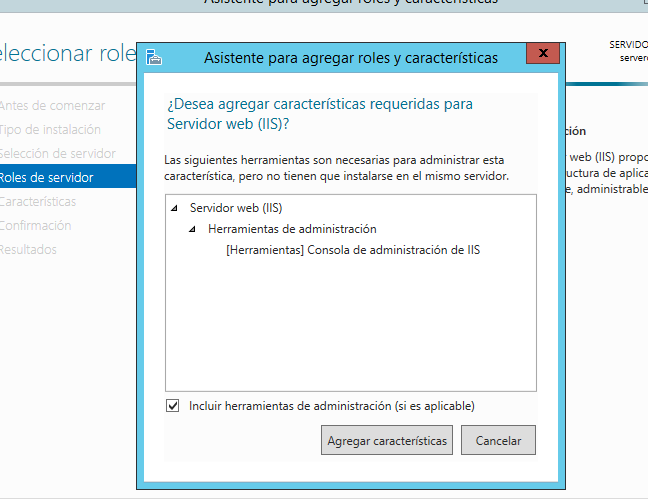 Asistente para agregar roles y características
eleccionar role
SERVIDO
server
Antes de comenzar
Tipo de instalación
Selección de servidor
Roles de servidor
Características
Confirmación
Resultados
Asistente para agregar roles y características
x
¿Desea agregar características requeridas para
Servidor web (IIS)?
Las siguientes herramientas son necesarias para administrar esta
característica, pero no tienen que instalarse en el mismo servidor.
Servidor web (IIS)
Herramientas de administración
[Herramientas] Consola de administración de IIS
Incluir herramientas de administración (si es aplicable)
Agregar características
Cancelar
ción
web (IIS) propo
uctura de aplica
e, administrable